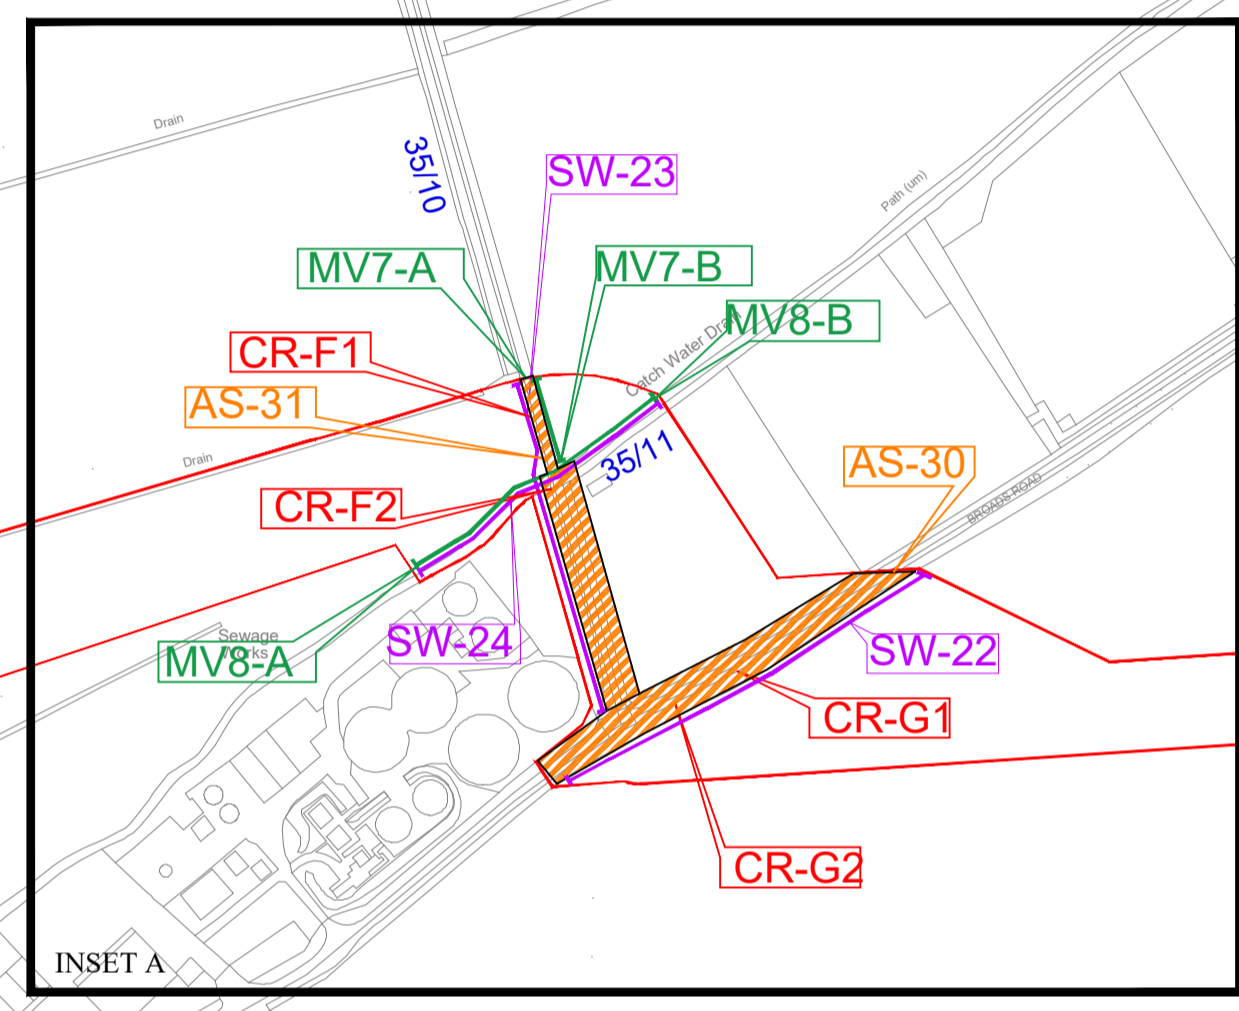 Drain
35/10
SW-23
Path (um)
MV7-A
MV7-B
MV8-B
CR-F1
Catch Water Drain
AS-31
35/11
Drain
AS-30
CR-F2
BROADS ROAD
Sewage
Works
SW-24
MV8-A
SW-22
CR-G1
CR-G2
INSET A